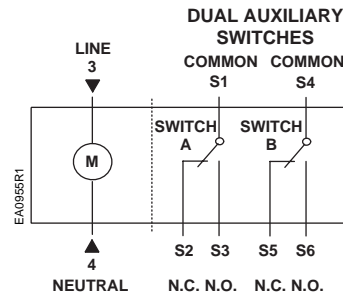 DUAL AUXILIARY
SWITCHES
LINE
3
COMMON COMMON
S1 S4
SWITCH
A
SWITCH
B
M
EA0955R1
4
NEUTRAL
S2 S3 S5 S6
N.C. N.O. N.C. N.O.